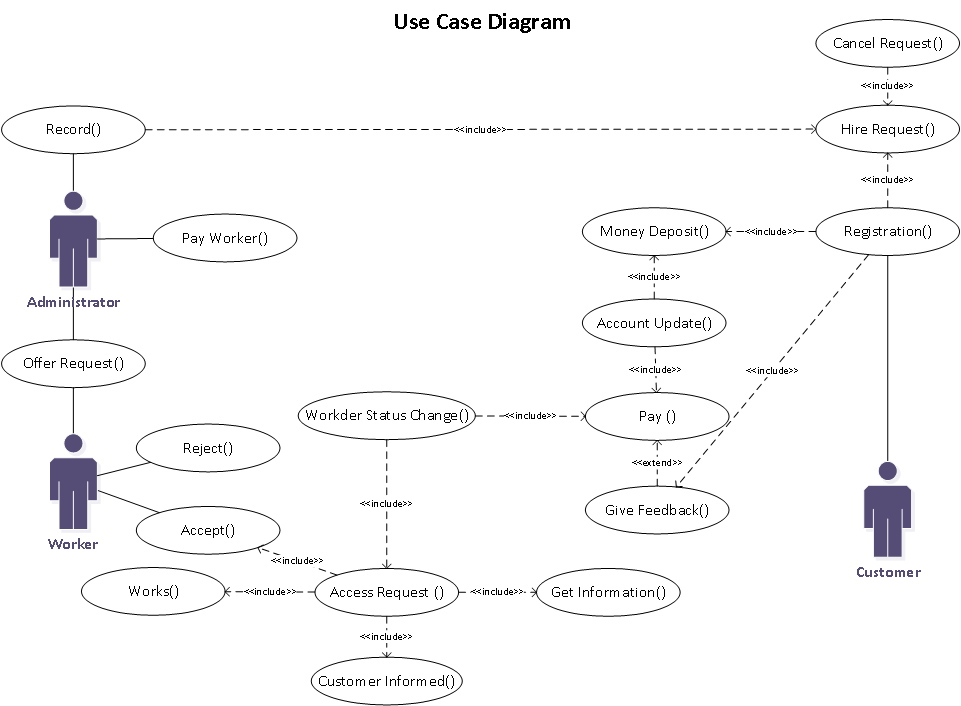 Use Case Diagram
Cancel Request()
<<include>>
Record()
<<include>>
Hire Request()
<<include>>
Pay Worker()
Money Deposit()
<<include>>
Registration()
<<include>>
Administrator
Account Update()
Offer Request()
<<include>>
<<include>>
Workder Status Change()
<<include>>
Pay ()
Reject()
<<extend>>
<<include>>
Give Feedback()
Accept()
Worker
<<include>>
Customer
Works()
<<include>>
Access Request ()
<<include>>
Get Information()
<<include>>
Customer Informed()